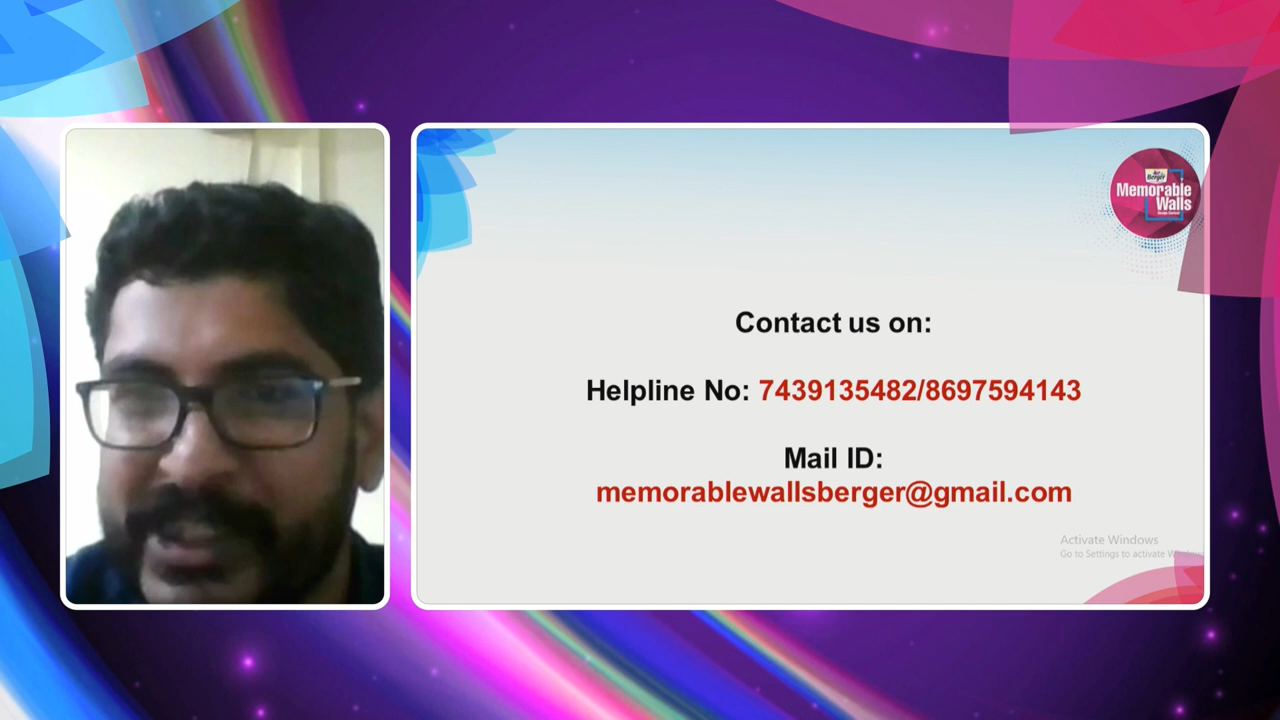 Berger
Memorable
Walls
Contact us on:
Helpline No: 7439135482/8697594143
Mail ID:
memorablewallsberger@gmail.com
Activate Windows
Go to Settings to activate